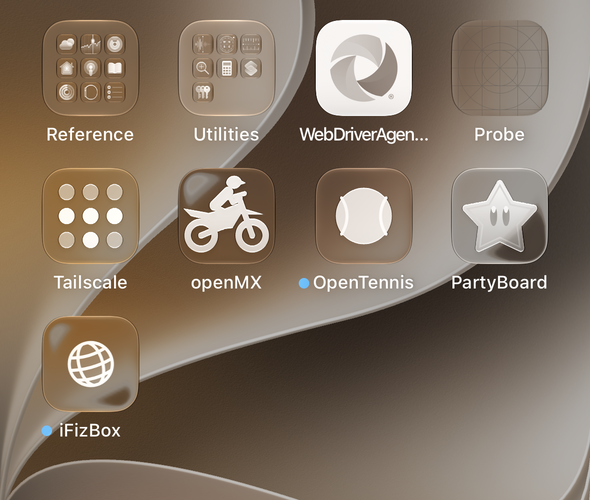 Reference
Utilities
WebDriverAgen...
Probe
Tailscale
openMX
OpenTennis
PartyBoard
iFizBox